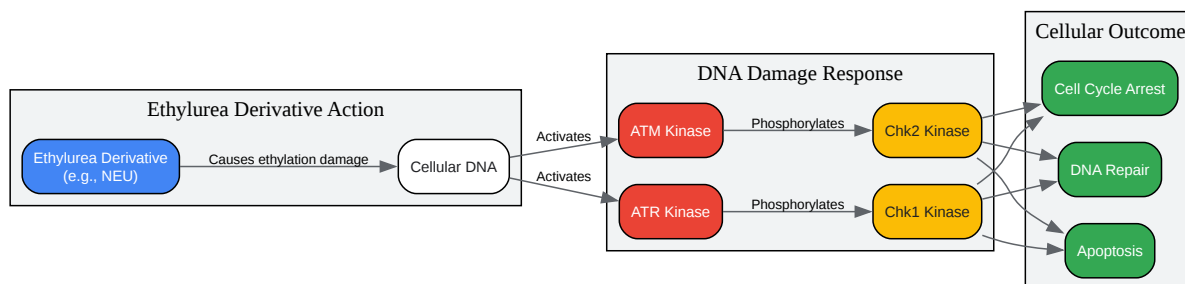 Ethylurea Derivative Action
Ethylurea Derivative
(e.g., NEU)
Causes ethylation damage
Cellular DNA
Activates
Activates
DNA Damage Response
ATM Kinase
Phosphorylates
Chk2 Kinase
ATR Kinase
Phosphorylates
Chk1 Kinase
Cellular Outcome
Cell Cycle Arrest
DNA Repair
Apoptosis